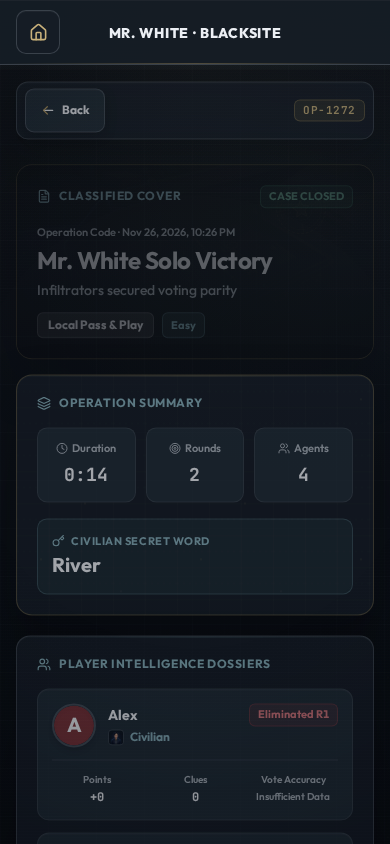 MR. WHITE · BLACKSITE
Back
OP-1272
CLASSIFIED COVER
CASE CLOSED
Operation Code · Nov 26, 2026, 10:26 PM
Mr. White Solo Victory
Infiltrators secured voting parity
Local Pass & Play
Easy
OPERATION SUMMARY
Duration
0:14
Rounds
2
Agents
4
CIVILIAN SECRET WORD
River
PLAYER INTELLIGENCE DOSSIERS
A
Alex
Civilian
Eliminated R1
Points
+0
Clues
0
Vote Accuracy
Insufficient Data